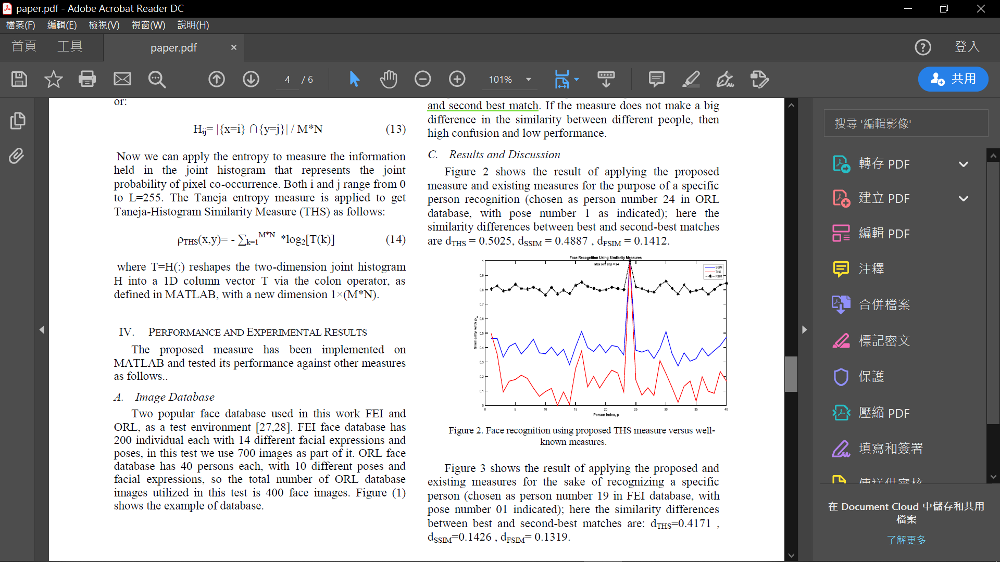 paper.pdf - Adobe Acrobat Reader DC
檔案(F) 編輯(E) 檢視(V) 視窗(W) 說明(H)
首頁 工具 paper.pdf × ? 登入
4 / 6 101% 共用
or:
Hij= |{x=i} ∩{y=j}| / M*N (13)
Now we can apply the entropy to measure the information
held in the joint histogram that represents the joint
probability of pixel co-occurrence. Both i and j range from 0
to L=255. The Taneja entropy measure is applied to get
Taneja-Histogram Similarity Measure (THS) as follows:
ρTHS(x,y)= - ∑k=1M*N *log2[T(k)] (14)
where T=H(:) reshapes the two-dimension joint histogram
H into a 1D column vector T via the colon operator, as
defined in MATLAB, with a new dimension 1×(M*N).
IV. PERFORMANCE AND EXPERIMENTAL RESULTS
The proposed measure has been implemented on
MATLAB and tested its performance against other measures
as follows..
A. Image Database
Two popular face database used in this work FEI and
ORL, as a test environment [27,28]. FEI face database has
200 individual each with 14 different facial expressions and
poses, in this test we use 700 images as part of it. ORL face
database has 40 persons each, with 10 different poses and
facial expressions, so the total number of ORL database
images utilized in this test is 400 face images. Figure (1)
shows the example of database.
and second best match. If the measure does not make a big
difference in the similarity between different people, then
high confusion and low performance.
C. Results and Discussion
Figure 2 shows the result of applying the proposed
measure and existing measures for the purpose of a specific
person recognition (chosen as person number 24 in ORL
database, with pose number 1 as indicated); here the
similarity differences between best and second-best matches
are dTHS = 0.5025, dSSIM = 0.4887 , dFSIM = 0.1412.
Face Recognition Using Similarity Measures
Max sim at p = 24
SSIM
THS
FSIM
1
0.9
0.8
0.7
0.6
0.5
0.4
0.3
0.2
0.1
0
Similarity with Po
0 5 10 15 20 25 30 35 40
Person Index, p
Figure 2. Face recognition using proposed THS measure versus well-
known measures.
Figure 3 shows the result of applying the proposed and
existing measures for the sake of recognizing a specific
person (chosen as person number 19 in FEI database, with
pose number 01 indicated); here the similarity differences
between best and second-best matches are: dTHS=0.4171 ,
dSSIM=0.1426 , dFSIM= 0.1319.
搜尋 '編輯影像'
轉存 PDF
建立 PDF
編輯 PDF
注釋
合併檔案
標記密文
保護
壓縮 PDF
填寫和簽署
傳送供審核
在 Document Cloud 中儲存和共用
檔案
了解更多